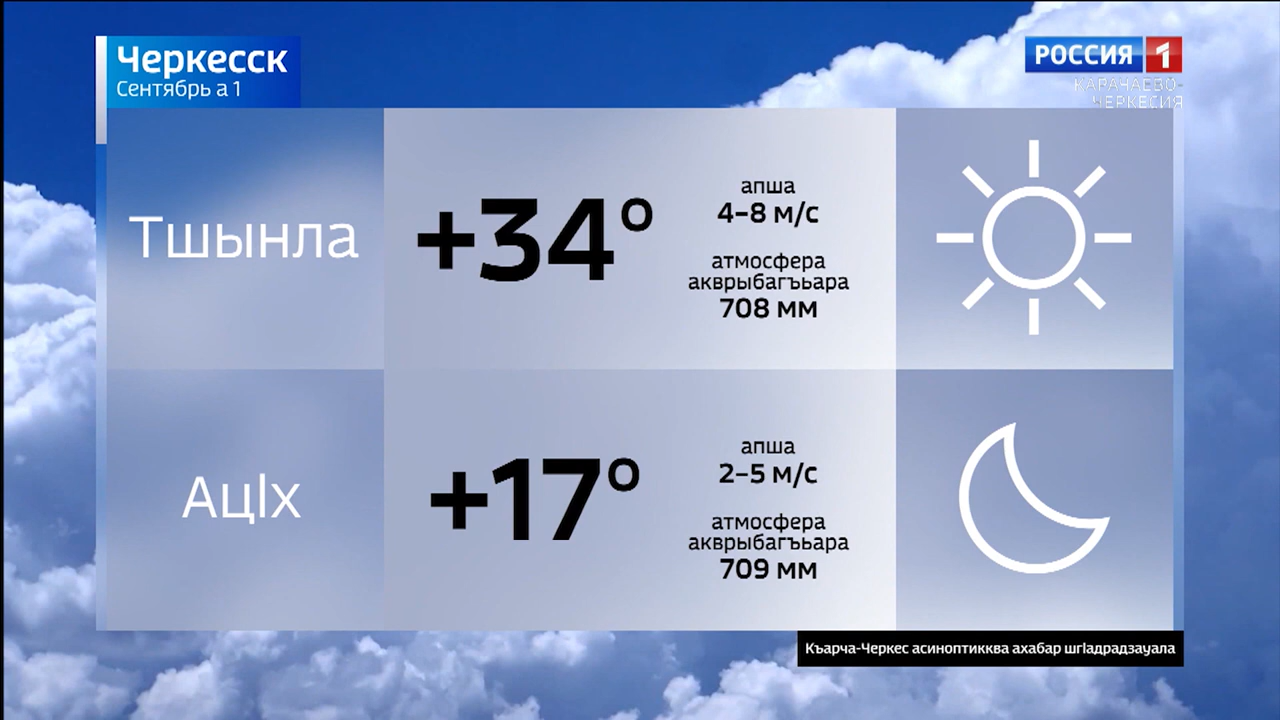 Черкесск
Сентябрь а 1
РОССИЯ 1
КАРАЧАЕВО-
ЧЕРКЕСИЯ
Тшынла
+34°
апша
4–8 м/с
атмосфера
акврыбагъьара
708 мм
АцӀх
+17°
апша
2–5 м/с
атмосфера
акврыбагъьара
709 мм
Къарча-Черкес асиноптикква ахабар шгӀадрадзауала